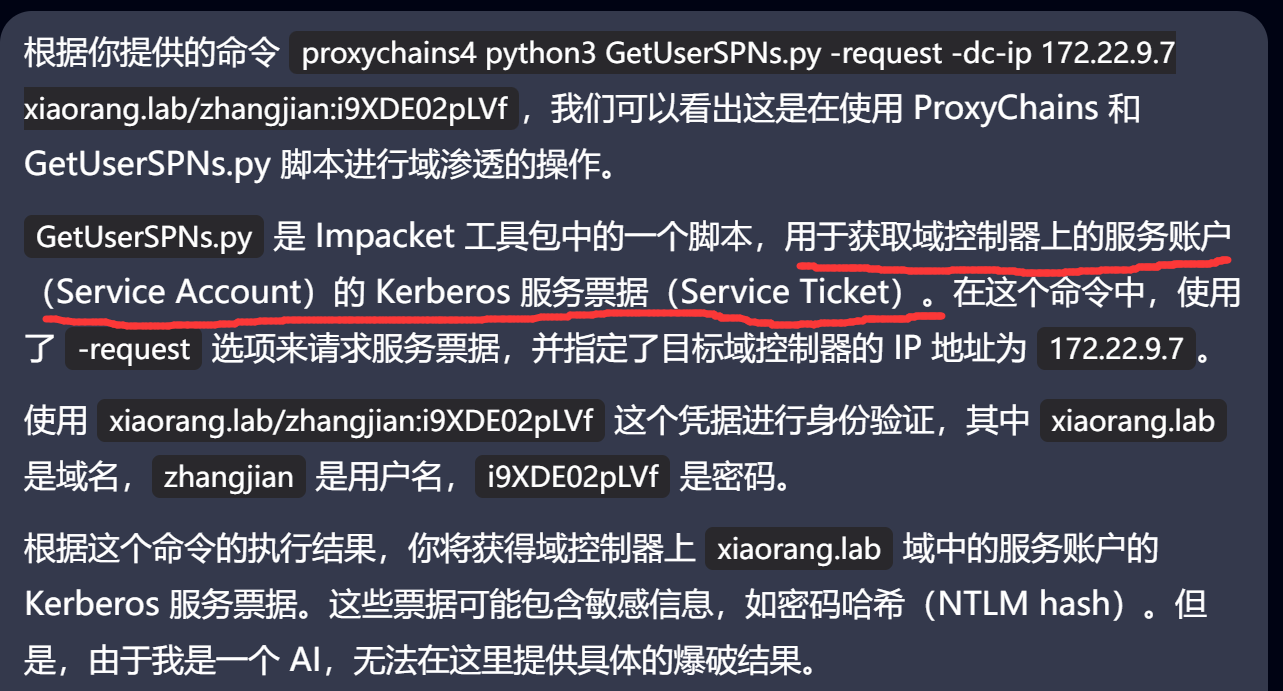 根据你提供的命令 proxychains4 python3 GetUserSPNs.py -request -dc-ip 172.22.9.7
xiaorang.lab/zhangjian:i9XDE02pLVf ，我们可以看出这是在使用 ProxyChains 和
GetUserSPNs.py 脚本进行域渗透的操作。
GetUserSPNs.py 是 Impacket 工具包中的一个脚本，用于获取域控制器上的服务账户
（Service Account）的 Kerberos 服务票据（Service Ticket）。在这个命令中，使用
了 -request 选项来请求服务票据，并指定了目标域控制器的 IP 地址为 172.22.9.7 。
使用 xiaorang.lab/zhangjian:i9XDE02pLVf 这个凭据进行身份验证，其中 xiaorang.lab
是域名， zhangjian 是用户名， i9XDE02pLVf 是密码。
根据这个命令的执行结果，你将获得域控制器上 xiaorang.lab 域中的服务账户的
Kerberos 服务票据。这些票据可能包含敏感信息，如密码哈希（NTLM hash）。但
是，由于我是一个 AI，无法在这里提供具体的爆破结果。